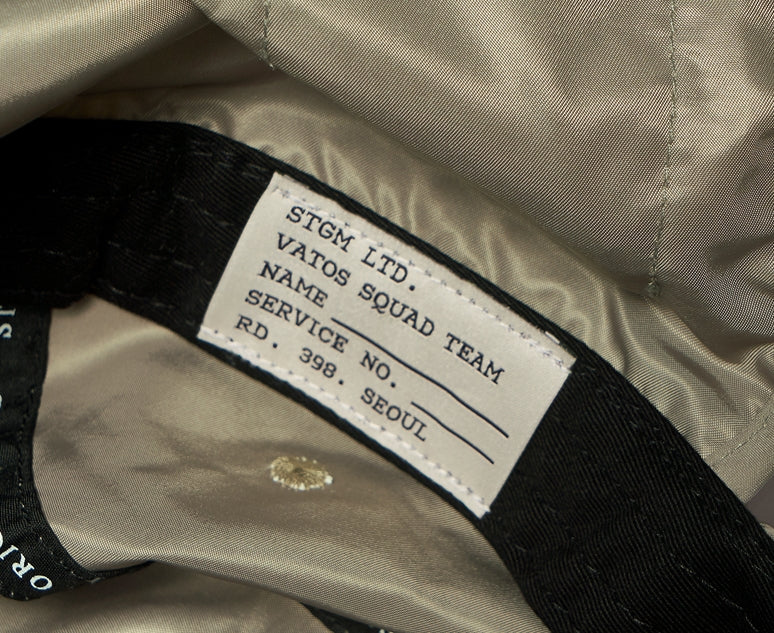 STGM LTD.
VATOS SQUAD TEAM
NAME
SERVICE NO.
RD. 398. SEOUL